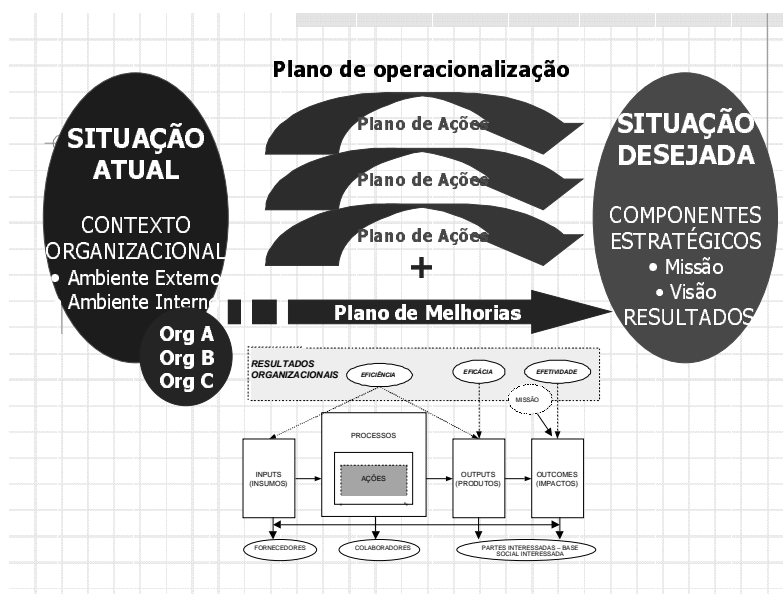 Plano de operacionalização
SITUAÇÃO
ATUAL
CONTEXTO
ORGANIZACIONAL
• Ambiente Externo
• Ambiente Interno
Org A
Org B
Org C
Plano de Ações
Plano de Ações
Plano de Ações
+
Plano de Melhorias
SITUAÇÃO
DESEJADA
COMPONENTES
ESTRATÉGICOS
• Missão
• Visão
RESULTADOS
RESULTADOS
ORGANIZACIONAIS
EFICIÊNCIA
EFICÁCIA
EFETIVIDADE
MISSÃO
PROCESSOS
INPUTS
(INSUMOS)
AÇÕES
OUTPUTS
(PRODUTOS)
OUTCOMES
(IMPACTOS)
FORNECEDORES
COLABORADORES
PARTES INTERESSADAS – BASE
SOCIAL INTERESSADA